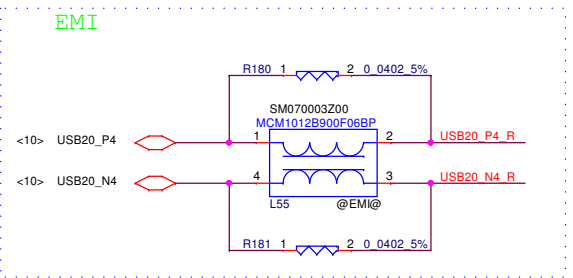 EMI
R180 1 2 0_0402_5%
SM070003Z00
MCM1012B900F06BP
<10> USB20_P4 1 2 USB20_P4_R
<10> USB20_N4 4 3 USB20_N4_R
L55 @EMI@
R181 1 2 0_0402_5%